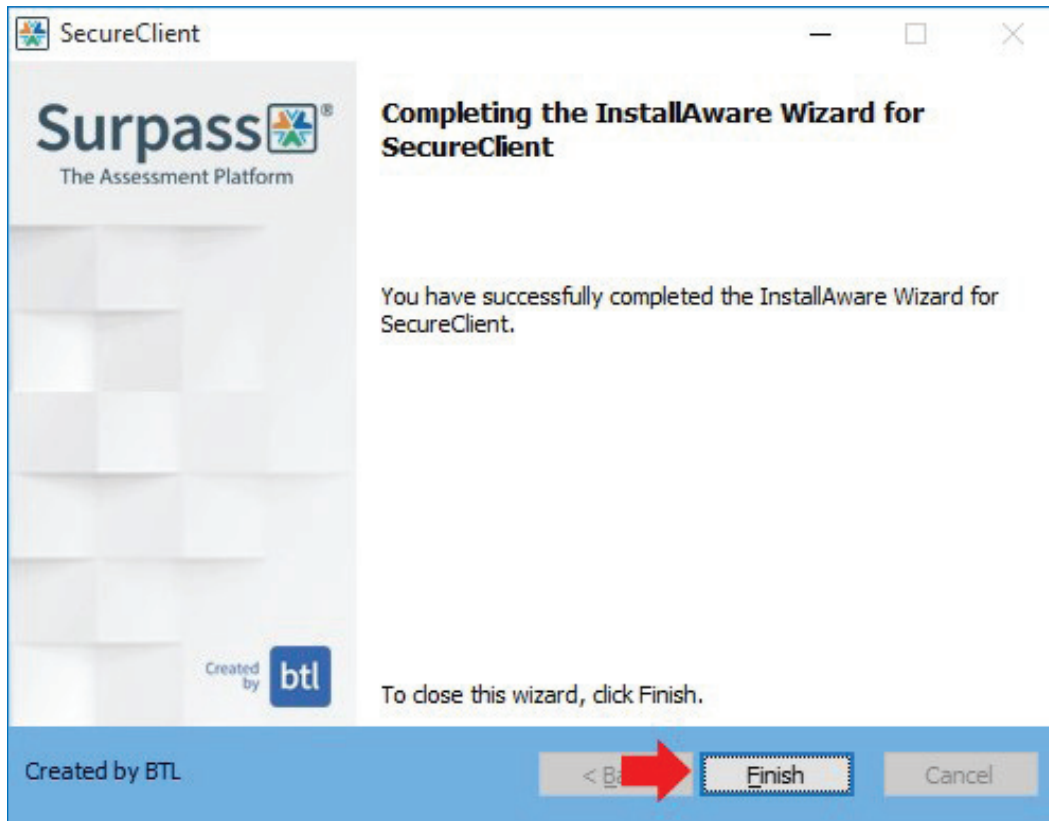 SecureClient
Surpass®
The Assessment Platform
Completing the InstallAware Wizard for
SecureClient
You have successfully completed the InstallAware Wizard for
SecureClient.
Created
by
btl
To close this wizard, click Finish.
Created by BTL
< Ba
Finish
Cancel